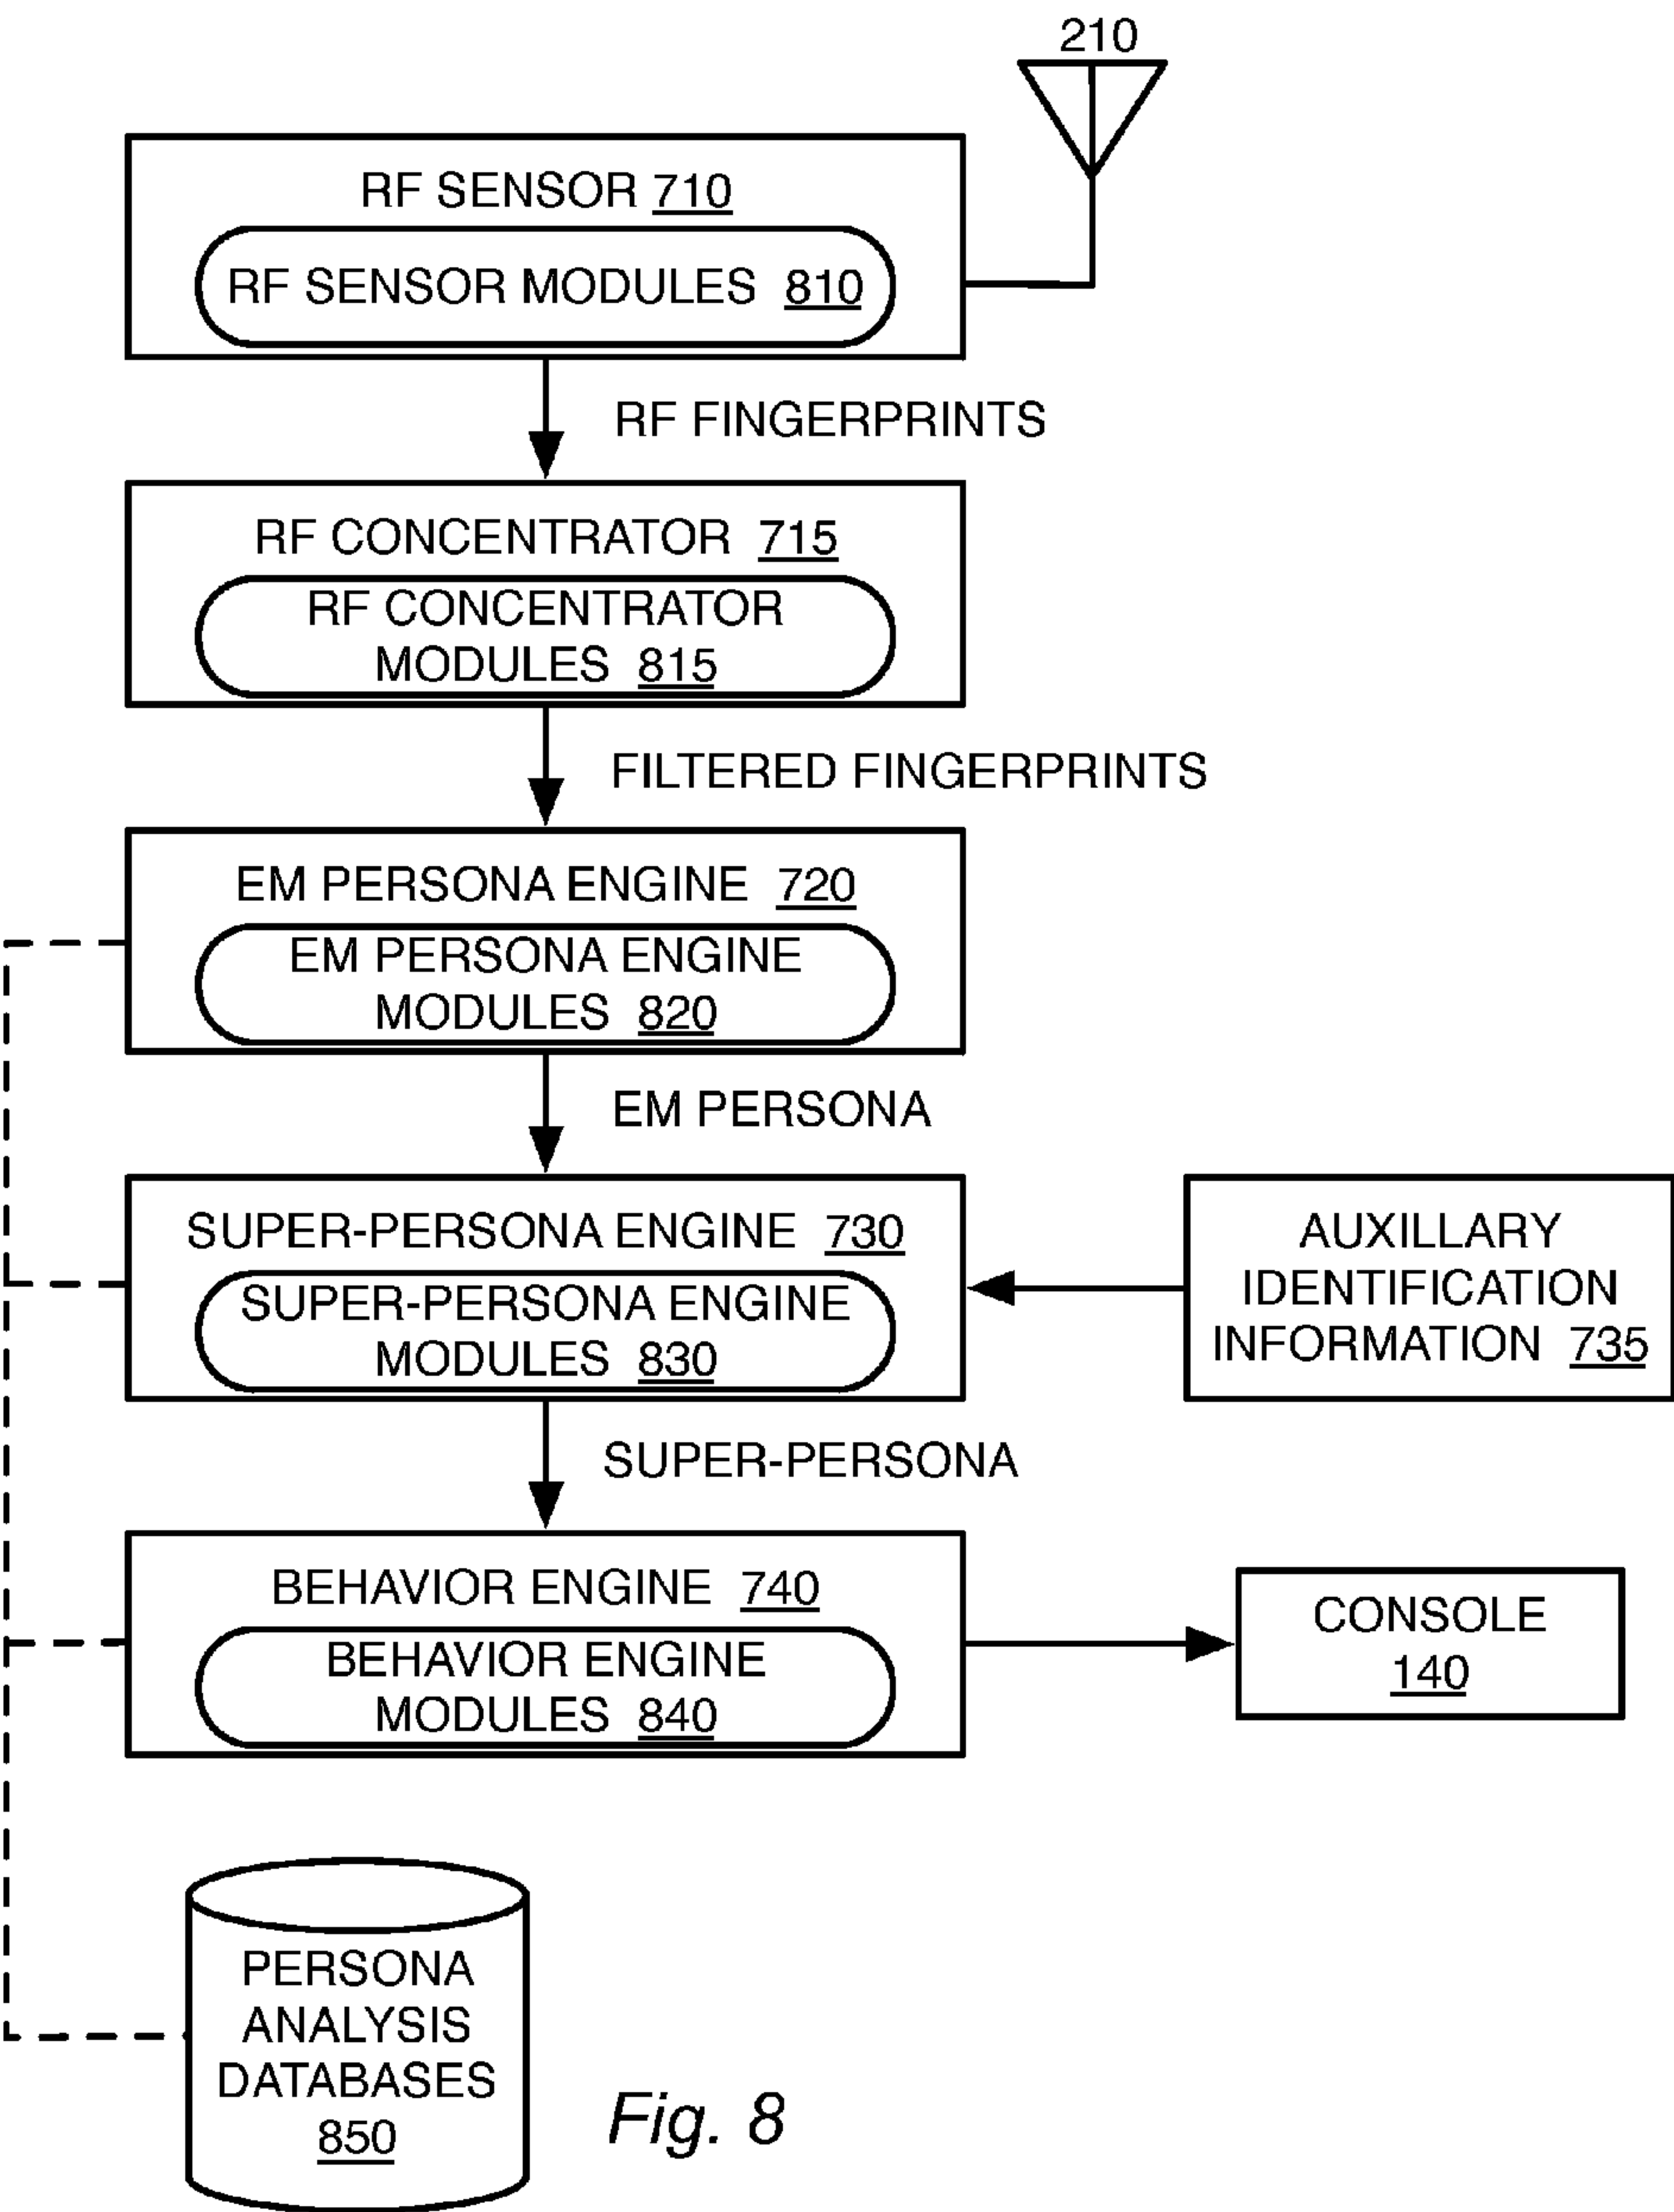 210
RF SENSOR 710
RF SENSOR MODULES 810
RF FINGERPRINTS
RF CONCENTRATOR 715
RF CONCENTRATOR
MODULES 815
FILTERED FINGERPRINTS
EM PERSONA ENGINE 720
EM PERSONA ENGINE
MODULES 820
EM PERSONA
SUPER-PERSONA ENGINE 730
SUPER-PERSONA ENGINE
MODULES 830
AUXILLARY
IDENTIFICATION
INFORMATION 735
SUPER-PERSONA
BEHAVIOR ENGINE 740
BEHAVIOR ENGINE
MODULES 840
CONSOLE
140
PERSONA
ANALYSIS
DATABASES
850
Fig. 8